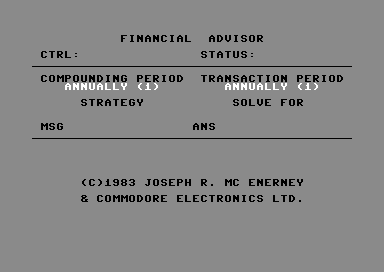 FINANCIAL ADVISOR
CTRL: STATUS:
COMPOUNDING PERIOD TRANSACTION PERIOD
ANNUALLY (1) ANNUALLY (1)
STRATEGY SOLVE FOR
MSG ANS
(C)1983 JOSEPH R. MC ENERNEY
& COMMODORE ELECTRONICS LTD.